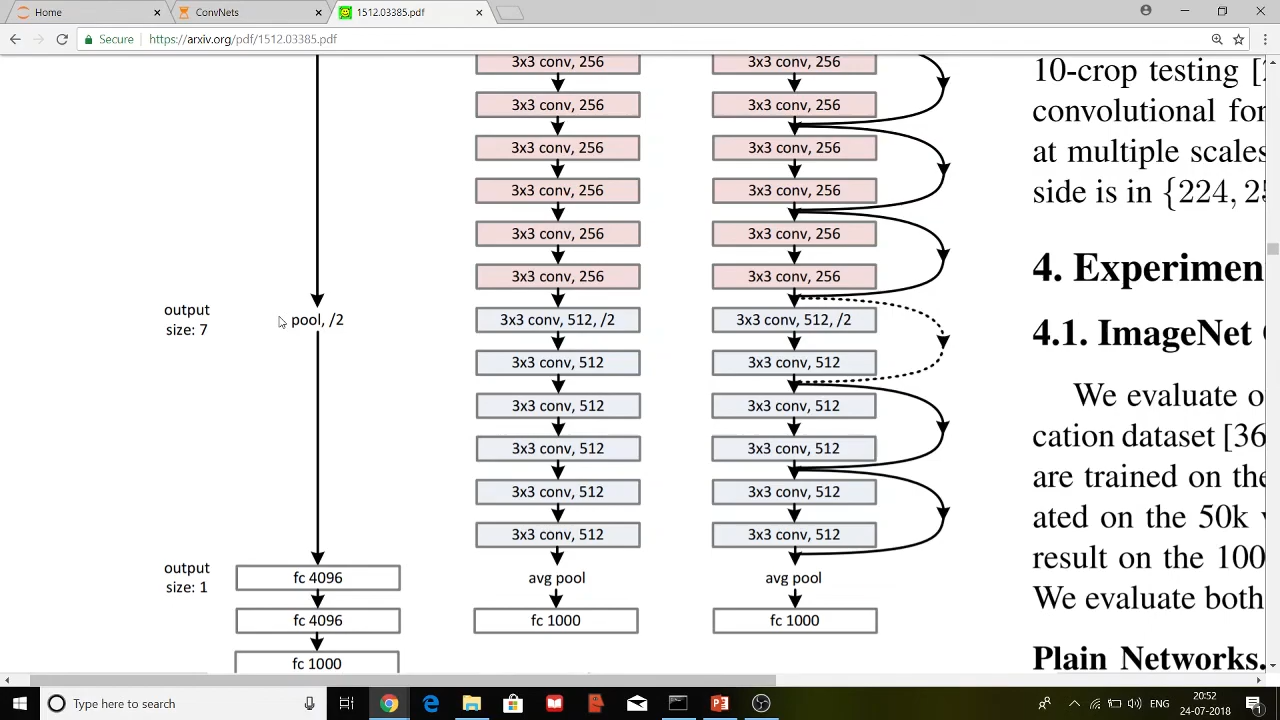 Home
ConvNets
1512.03385.pdf
Secure
https://arxiv.org/pdf/1512.03385.pdf
output
size: 7
pool, /2
output
size: 1
fc 4096
fc 4096
fc 1000
3x3 conv, 256
3x3 conv, 256
3x3 conv, 256
3x3 conv, 256
3x3 conv, 256
3x3 conv, 256
3x3 conv, 512, /2
3x3 conv, 512
3x3 conv, 512
3x3 conv, 512
3x3 conv, 512
3x3 conv, 512
avg pool
fc 1000
3x3 conv, 256
3x3 conv, 256
3x3 conv, 256
3x3 conv, 256
3x3 conv, 256
3x3 conv, 256
3x3 conv, 512, /2
3x3 conv, 512
3x3 conv, 512
3x3 conv, 512
3x3 conv, 512
3x3 conv, 512
avg pool
fc 1000
10-crop testing [
convolutional for
at multiple scales
side is in {224, 2
4. Experimen
4.1. ImageNet
We evaluate o
cation dataset [36
are trained on the
ated on the 50k
result on the 100
We evaluate both
Plain Networks.
Type here to search
ENG
20:52
24-07-2018
1